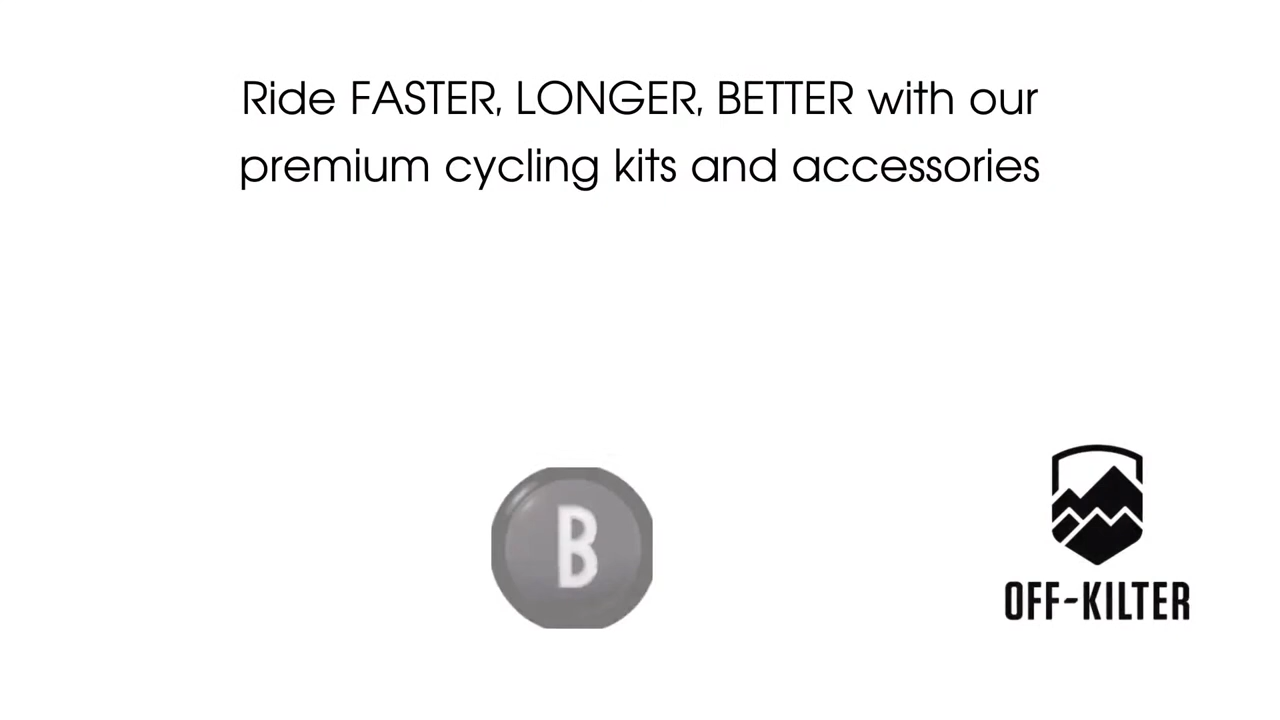 Ride FASTER, LONGER, BETTER with our
premium cycling kits and accessories
B
OFF-KILTER